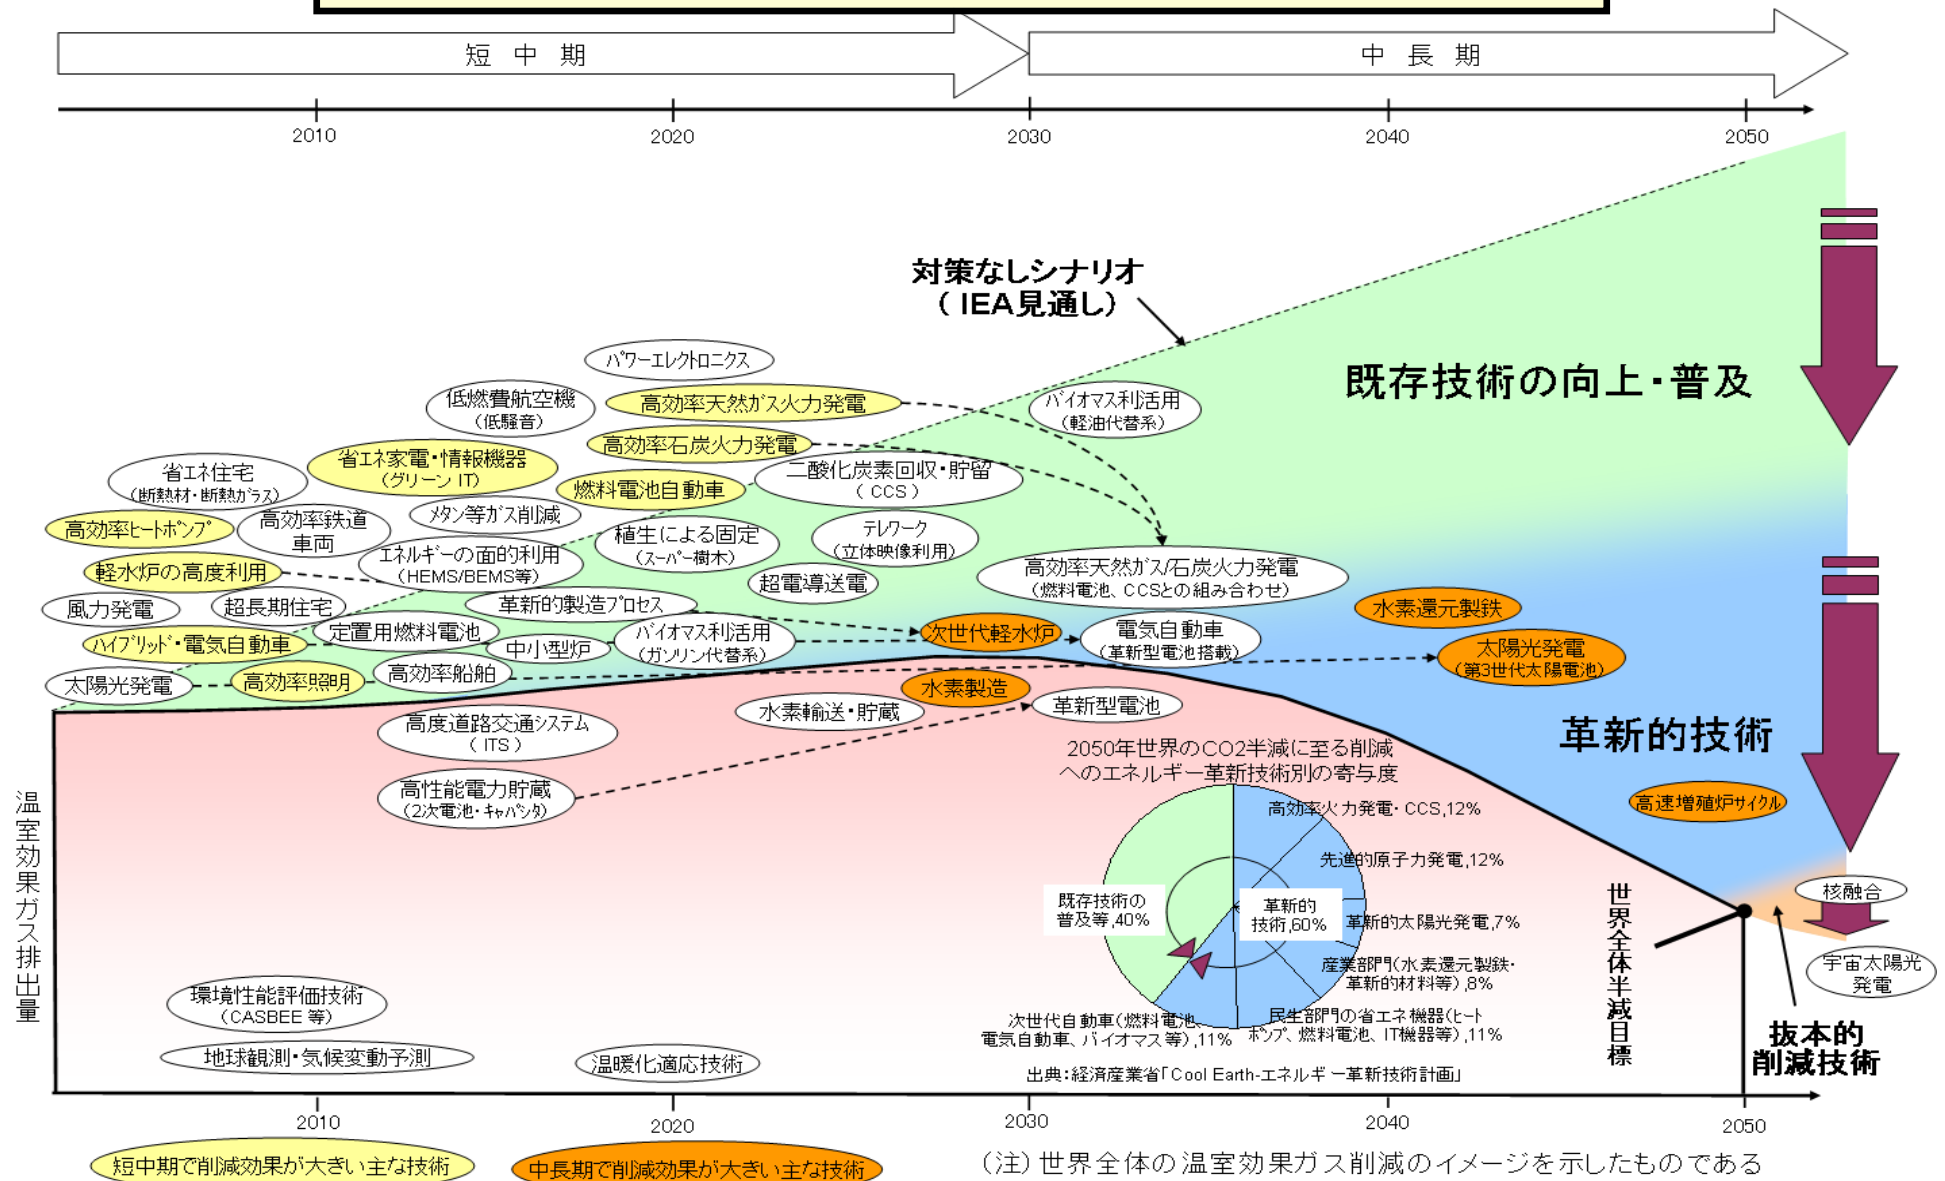 短中期
中長期
2010
2020
2030
2040
2050
対策なしシナリオ
(IEA見通し)
既存技術の向上・普及
パワーエレクトロニクス
低燃費航空機
(低騒音)
高効率天然ガス火力発電
バイオマス利活用
(軽油代替系)
高効率石炭火力発電
省エネ住宅
(断熱材・断熱ガラス)
省エネ家電・情報機器
(グリーンIT)
燃料電池自動車
二酸化炭素回収・貯留
(CCS)
高効率ヒートポンプ
高効率鉄道
車両
メタン等ガス削減
植生による固定
(スーパー樹木)
テレワーク
(立体映像利用)
軽水炉の高度利用
エネルギーの面的利用
(HEMS/BEMS等)
超電導送電
高効率天然ガス/石炭火力発電
(燃料電池、CCSとの組み合わせ)
風力発電
超長期住宅
革新的製造プロセス
水素還元製鉄
ハイブリッド・電気自動車
定置用燃料電池
中小型炉
バイオマス利活用
(ガソリン代替系)
次世代軽水炉
電気自動車
(革新型電池搭載)
太陽光発電
(第3世代太陽電池)
太陽光発電
高効率照明
高効率船舶
水素製造
高度道路交通システム
(ITS)
水素輸送・貯蔵
革新型電池
革新的技術
高性能電力貯蔵
(2次電池・キャパシタ)
高速増殖炉サイクル
2050年世界のCO2半減に至る削減
へのエネルギー革新技術別の寄与度
高効率火力発電・CCS,12%
先進的原子力発電,12%
既存技術の
普及等,40%
革新的
技術,60%
革新的太陽光発電,7%
産業部門(水素還元製鉄・
革新的材料等),8%
次世代自動車(燃料電池、
電気自動車、バイオマス等),11%
民生部門の省エネ機器(ヒート
ポンプ、燃料電池、IT機器等),11%
出典:経済産業省「Cool Earth-エネルギー革新技術計画」
温室効果ガス排出量
世界全体半減目標
核融合
宇宙太陽光
発電
抜本的
削減技術
環境性能評価技術
(CASBEE等)
地球観測・気候変動予測
温暖化適応技術
2010
2020
2030
2040
2050
短中期で削減効果が大きい主な技術
中長期で削減効果が大きい主な技術
(注)世界全体の温室効果ガス削減のイメージを示したものである